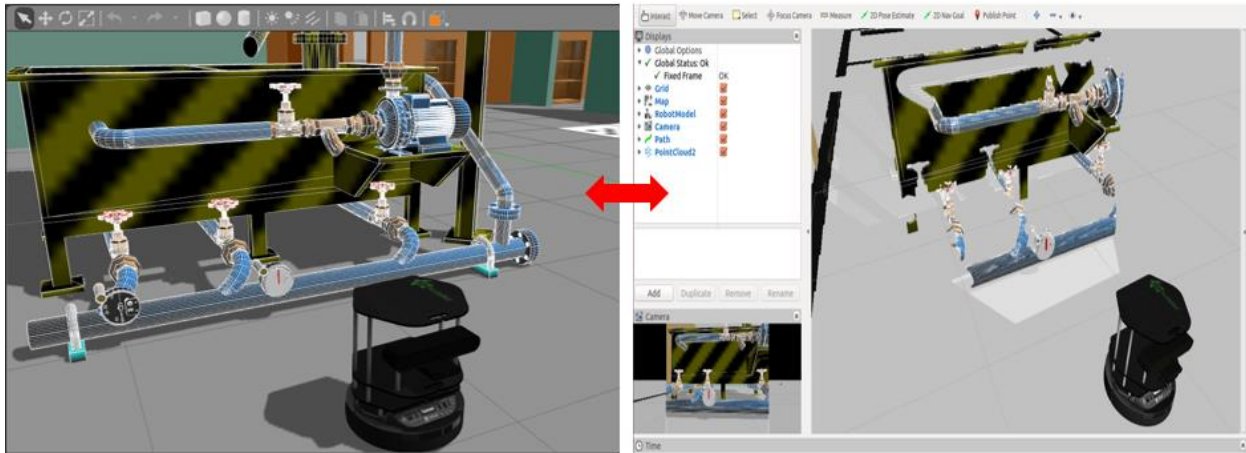 Interact Move Camera Select Focus Camera Measure 2D Pose Estimate 2D Nav Goal Publish Point
Displays
Global Options
Global Status: Ok
Fixed Frame OK
Grid
Map
RobotModel
Camera
Path
PointCloud2
Add Duplicate Remove Rename
Camera
Time